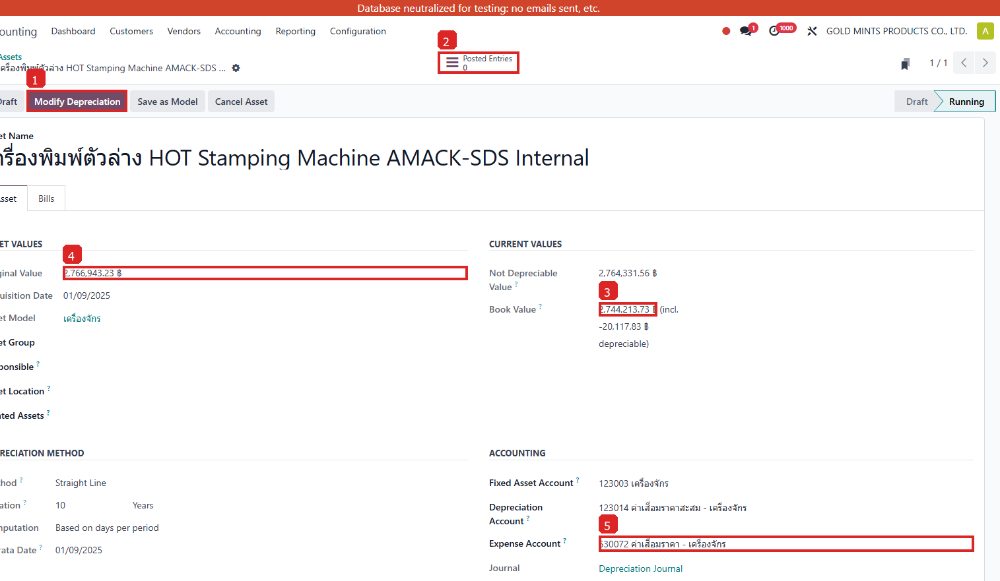 Database neutralized for testing: no emails sent, etc.
ounting Dashboard Customers Vendors Accounting Reporting Configuration 1 1000 GOLD MINTS PRODUCTS CO., LTD. A
Assets
2
Posted Entries
0
ครื่องพิมพ์ตัวล่าง HOT Stamping Machine AMACK-SDS ...
1 / 1
1
Draft Modify Depreciation Save as Model Cancel Asset Draft Running
et Name
รื่องพิมพ์ตัวล่าง HOT Stamping Machine AMACK-SDS Internal
sset Bills
ET VALUES
CURRENT VALUES
4
ginal Value 2,766,943.23 ฿
Not Depreciable Value ? 2,764,331.56 ฿
uisition Date 01/09/2025
3
Book Value ? 2,744,213.73 ฿ (incl.
-20,117.83 ฿
depreciable)
et Model เครื่องจักร
et Group
ponsible ?
et Location ?
ated Assets ?
RECIATION METHOD
ACCOUNTING
hod ? Straight Line
Fixed Asset Account ? 123003 เครื่องจักร
ation ? 10 Years
Depreciation Account ? 123014 ค่าเสื่อมราคาสะสม - เครื่องจักร
mputation Based on days per period
5
Expense Account ? 530072 ค่าเสื่อมราคา - เครื่องจักร
rata Date ? 01/09/2025
Journal Depreciation Journal